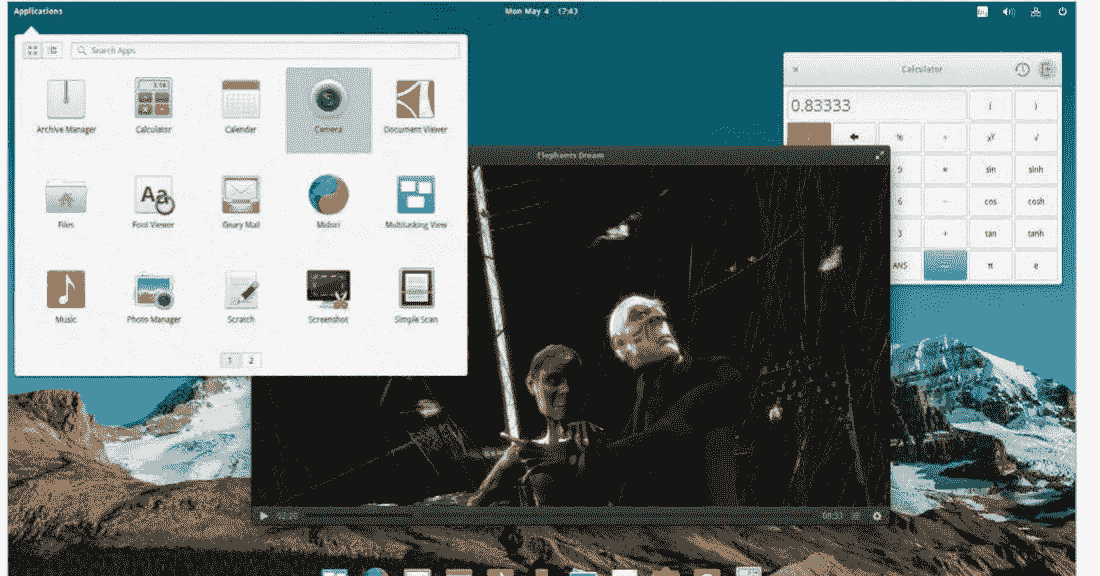 Applications
Mon May 4 17:43
Search Apps
Archive Manager
Calculator
Calendar
Camera
Document Viewer
Files
Font Viewer
Geary Mail
Midori
Multitasking View
Music
Photo Manager
Scratch
Screenshot
Simple Scan
1 2
Calculator
0.83333
( )
% ÷ √
9 sin sinh
6 − cos cosh
3 + tan tanh
ANS = π e
Elephants Dream